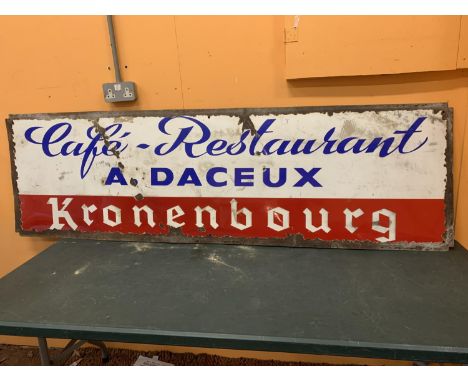 Café - Restaurant
A. DACEUX
Kronenbourg